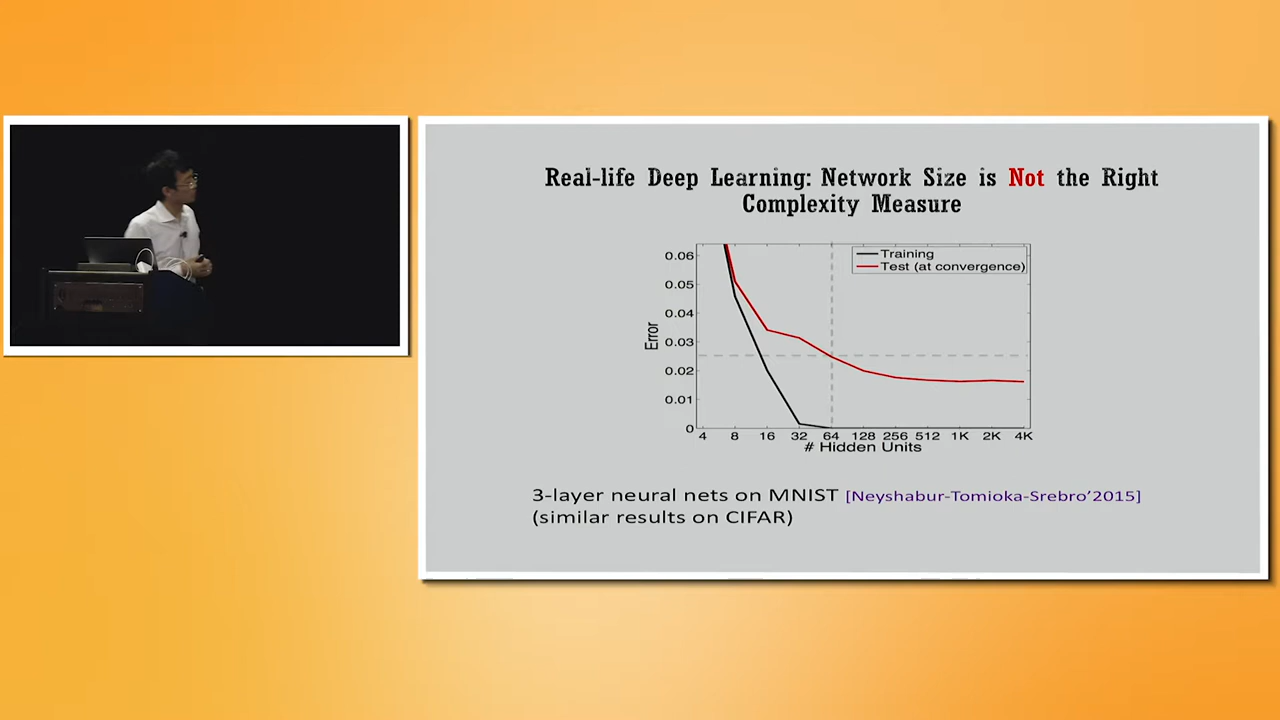 Real-life Deep Learning: Network Size is Not the Right
Complexity Measure
Training
Test (at convergence)
Error
0.06
0.05
0.04
0.03
0.02
0.01
0
4 8 16 32 64 128 256 512 1K 2K 4K
# Hidden Units
3-layer neural nets on MNIST [Neyshabur-Tomioka-Srebro'2015]
(similar results on CIFAR)